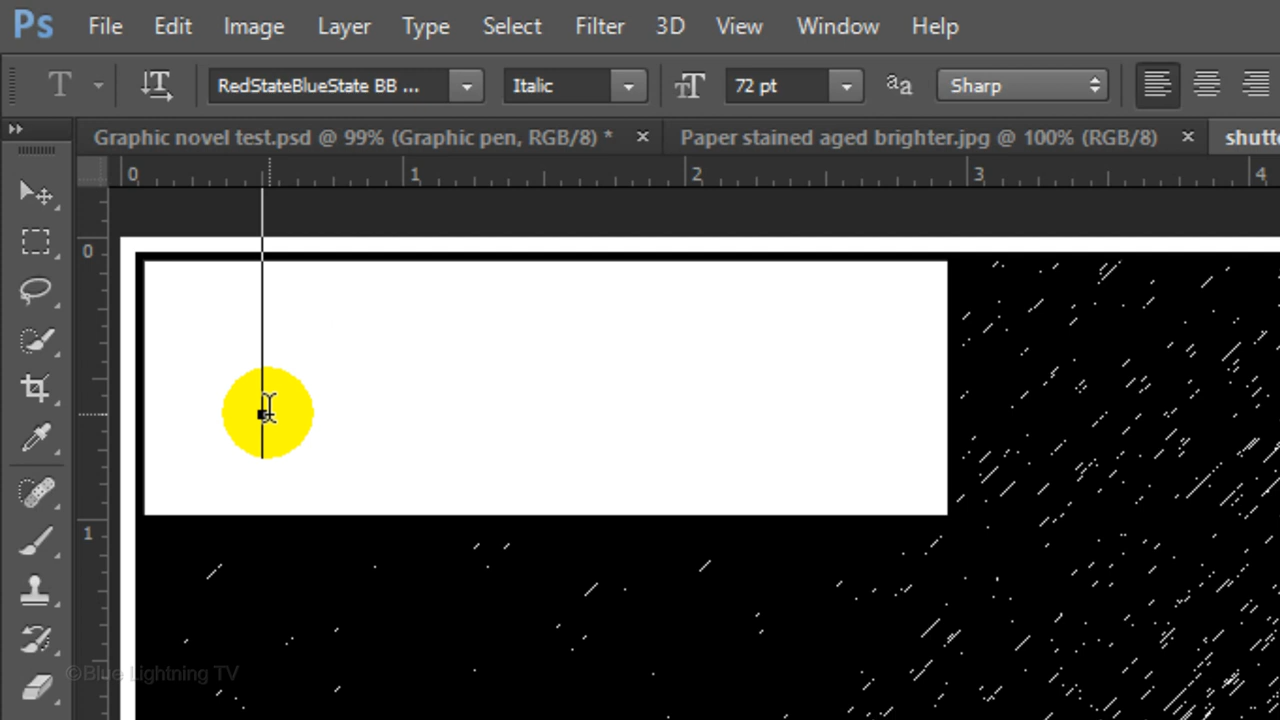 Ps File Edit Image Layer Type Select Filter 3D View Window Help
T RedStateBlueState BB ... Italic 72 pt aa Sharp
Graphic novel test.psd @ 99% (Graphic pen, RGB/8) * × Paper stained aged brighter.jpg @ 100% (RGB/8) × shutt
0 1 2 3 4
0
1
©Blue Lightning TV